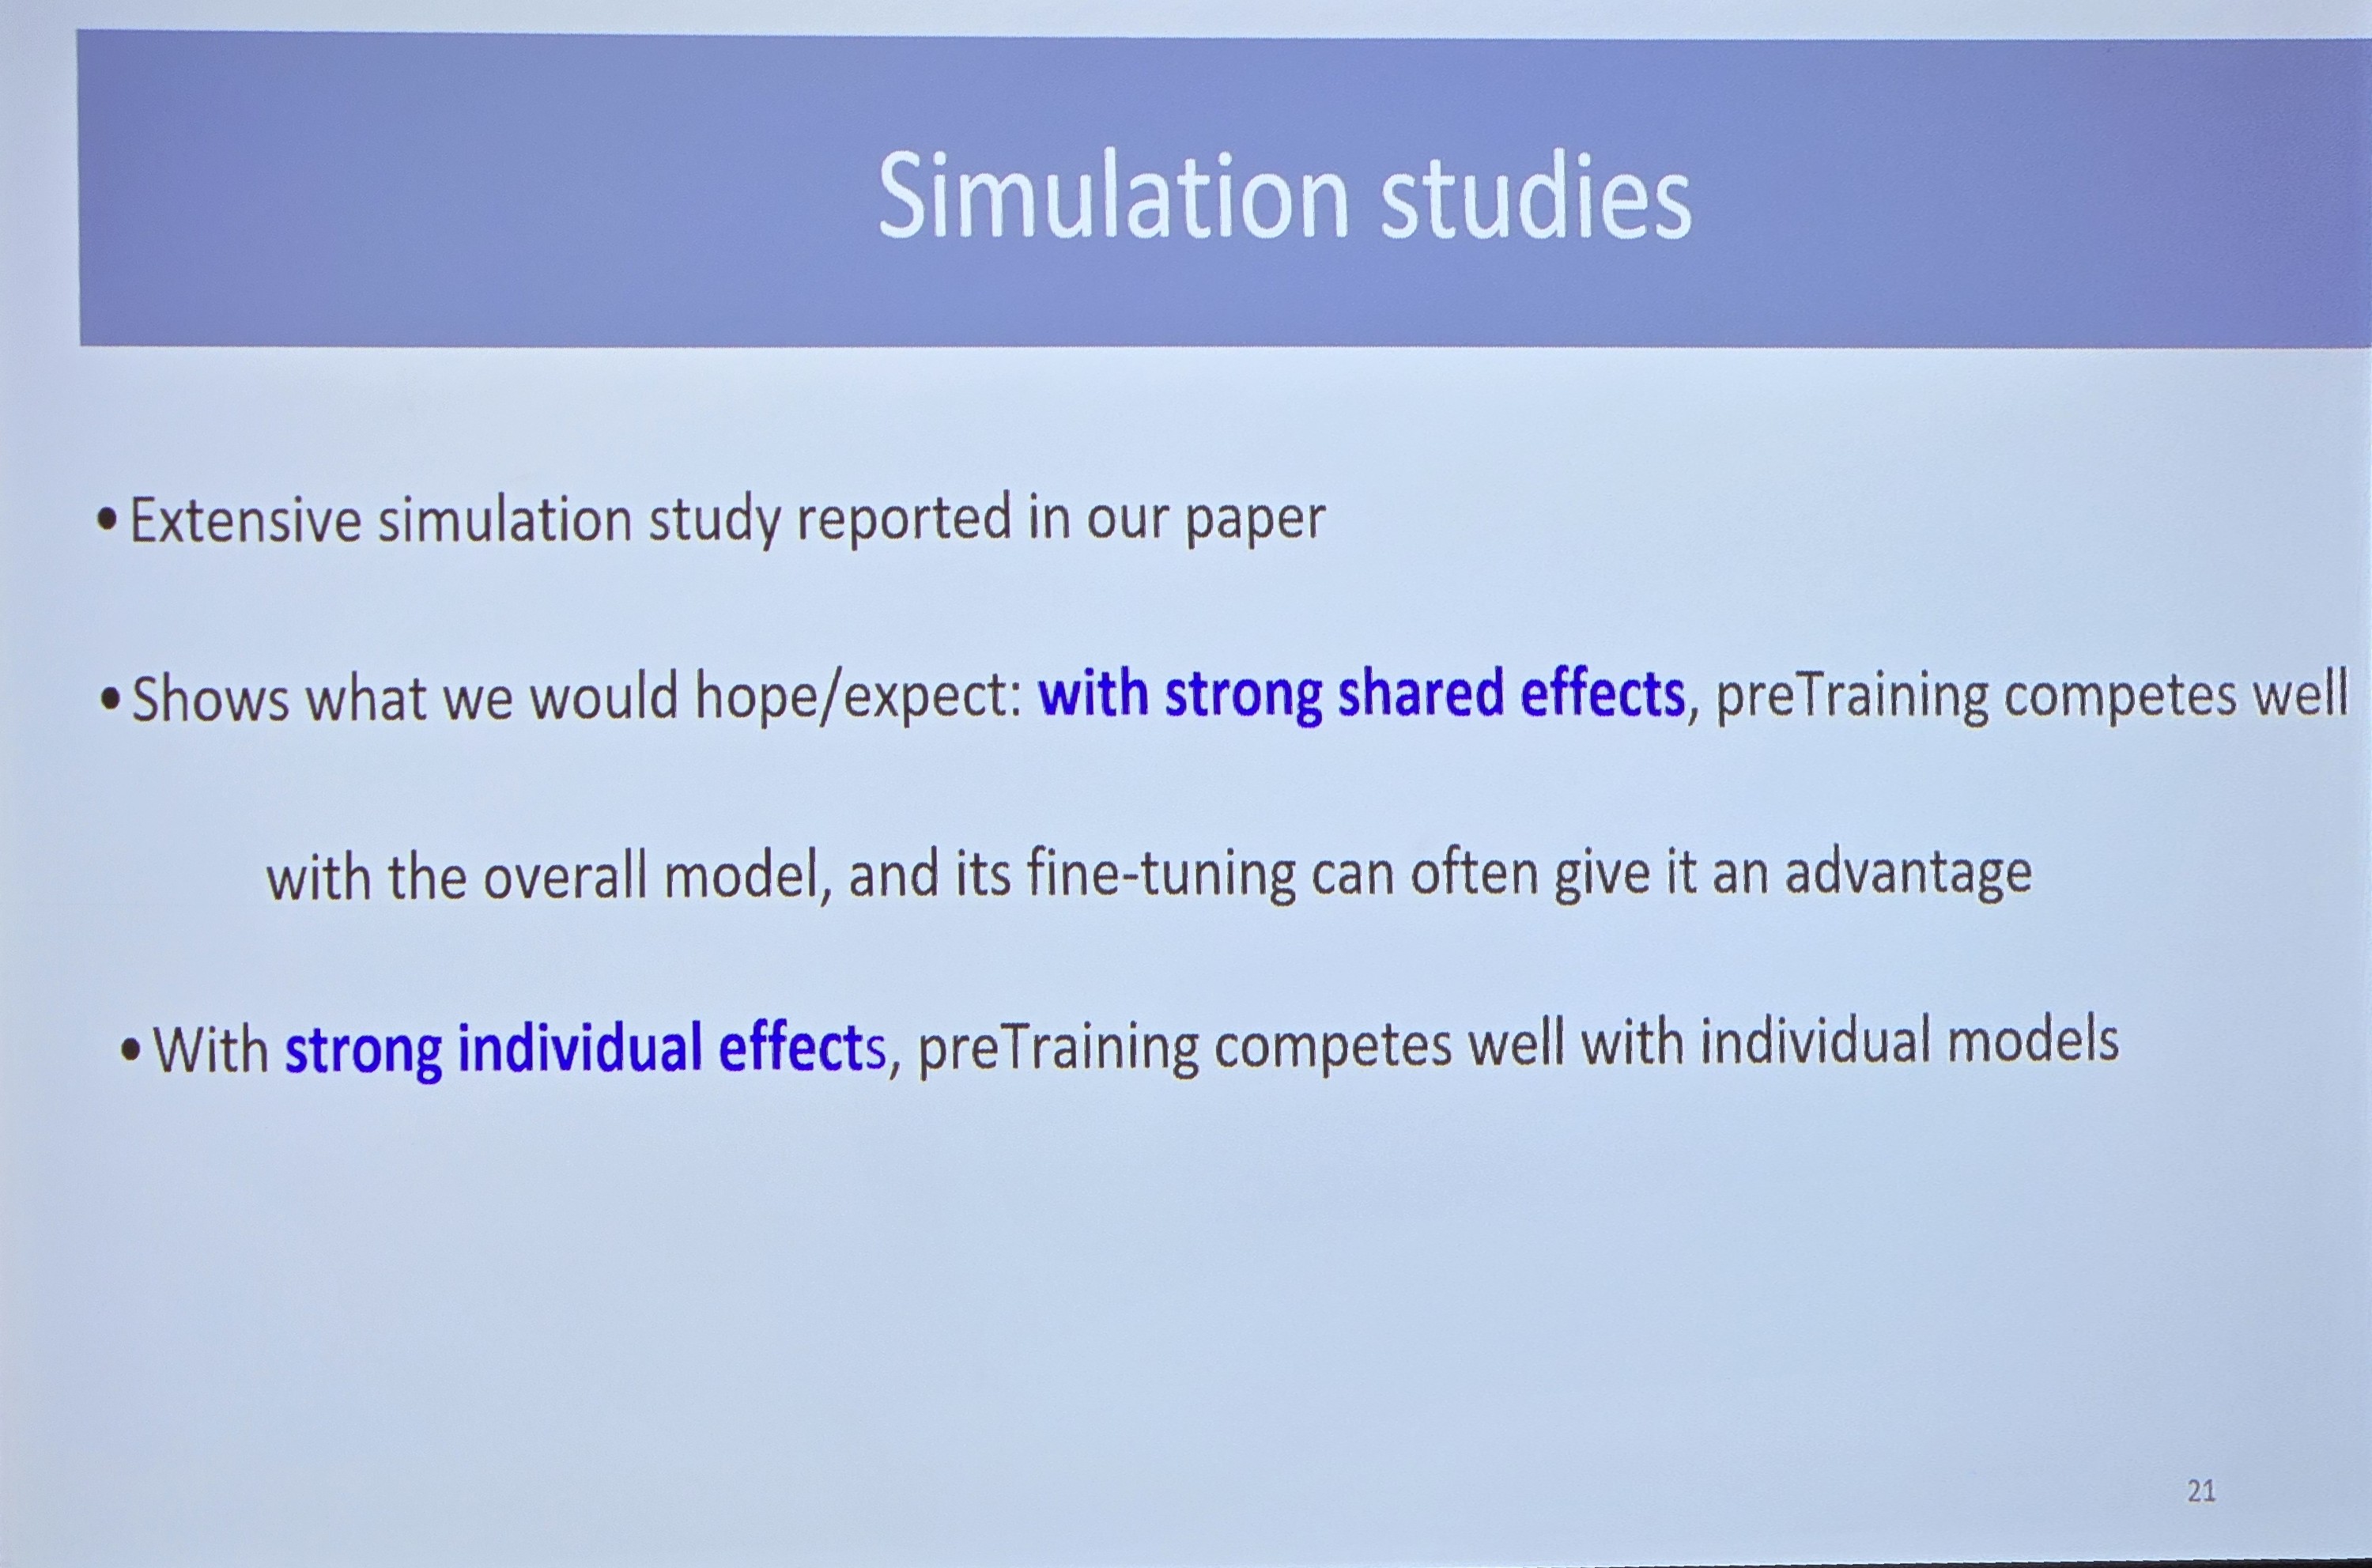 Simulation studies
• Extensive simulation study reported in our paper
• Shows what we would hope/expect: with strong shared effects, preTraining competes well
with the overall model, and its fine-tuning can often give it an advantage
• With strong individual effects, preTraining competes well with individual models
21